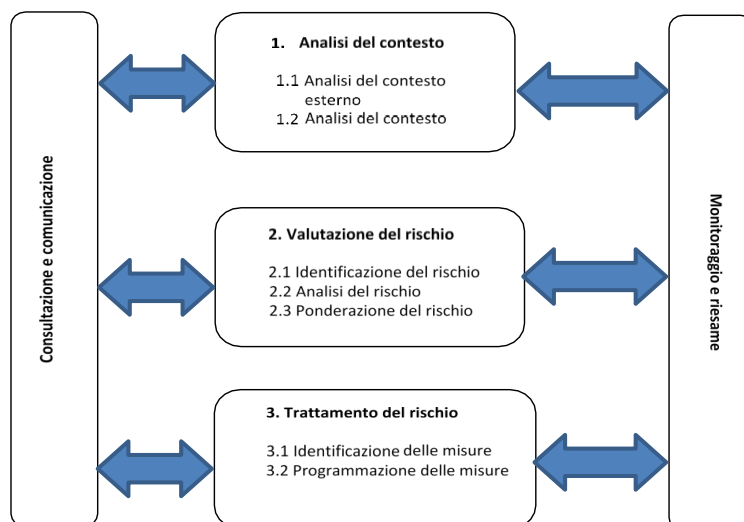 Consultazione e comunicazione
1. Analisi del contesto
1.1 Analisi del contesto
esterno
1.2 Analisi del contesto
2. Valutazione del rischio
2.1 Identificazione del rischio
2.2 Analisi del rischio
2.3 Ponderazione del rischio
3. Trattamento del rischio
3.1 Identificazione delle misure
3.2 Programmazione delle misure
Monitoraggio e riesame